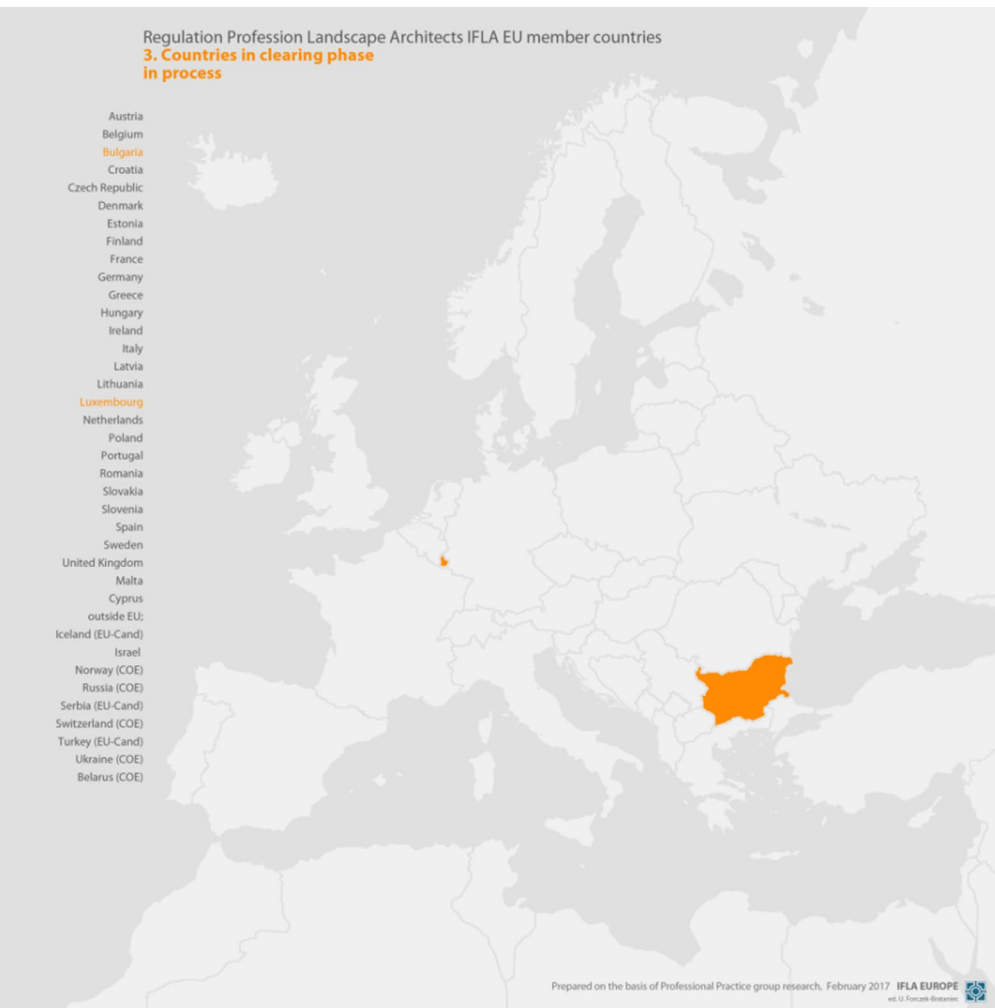 Regulation Profession Landscape Architects IFLA EU member countries
3. Countries in clearing phase
in process
Austria
Belgium
Bulgaria
Croatia
Czech Republic
Denmark
Estonia
Finland
France
Germany
Greece
Hungary
Ireland
Italy
Latvia
Lithuania
Luxembourg
Netherlands
Poland
Portugal
Romania
Slovakia
Slovenia
Spain
Sweden
United Kingdom
Malta
Cyprus
outside EU;
Iceland (EU-Cand)
Israel
Norway (COE)
Russia (COE)
Serbia (EU-Cand)
Switzerland (COE)
Turkey (EU-Cand)
Ukraine (COE)
Belarus (COE)
Prepared on the basis of Professional Practice group research, February 2017 IFLA EUROPE
ed. U. Forczek-Brataniec